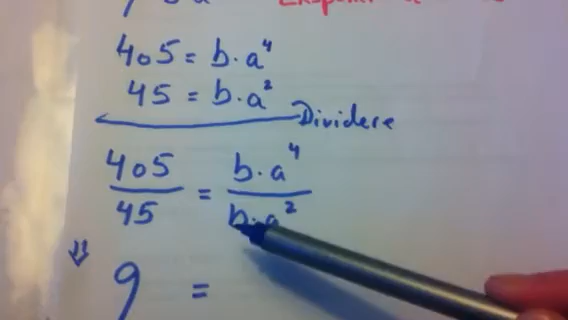 405 = b·a⁴
45 = b·a²
Dividere
405/45 = b·a⁴/b·a²
⇓ 9 =